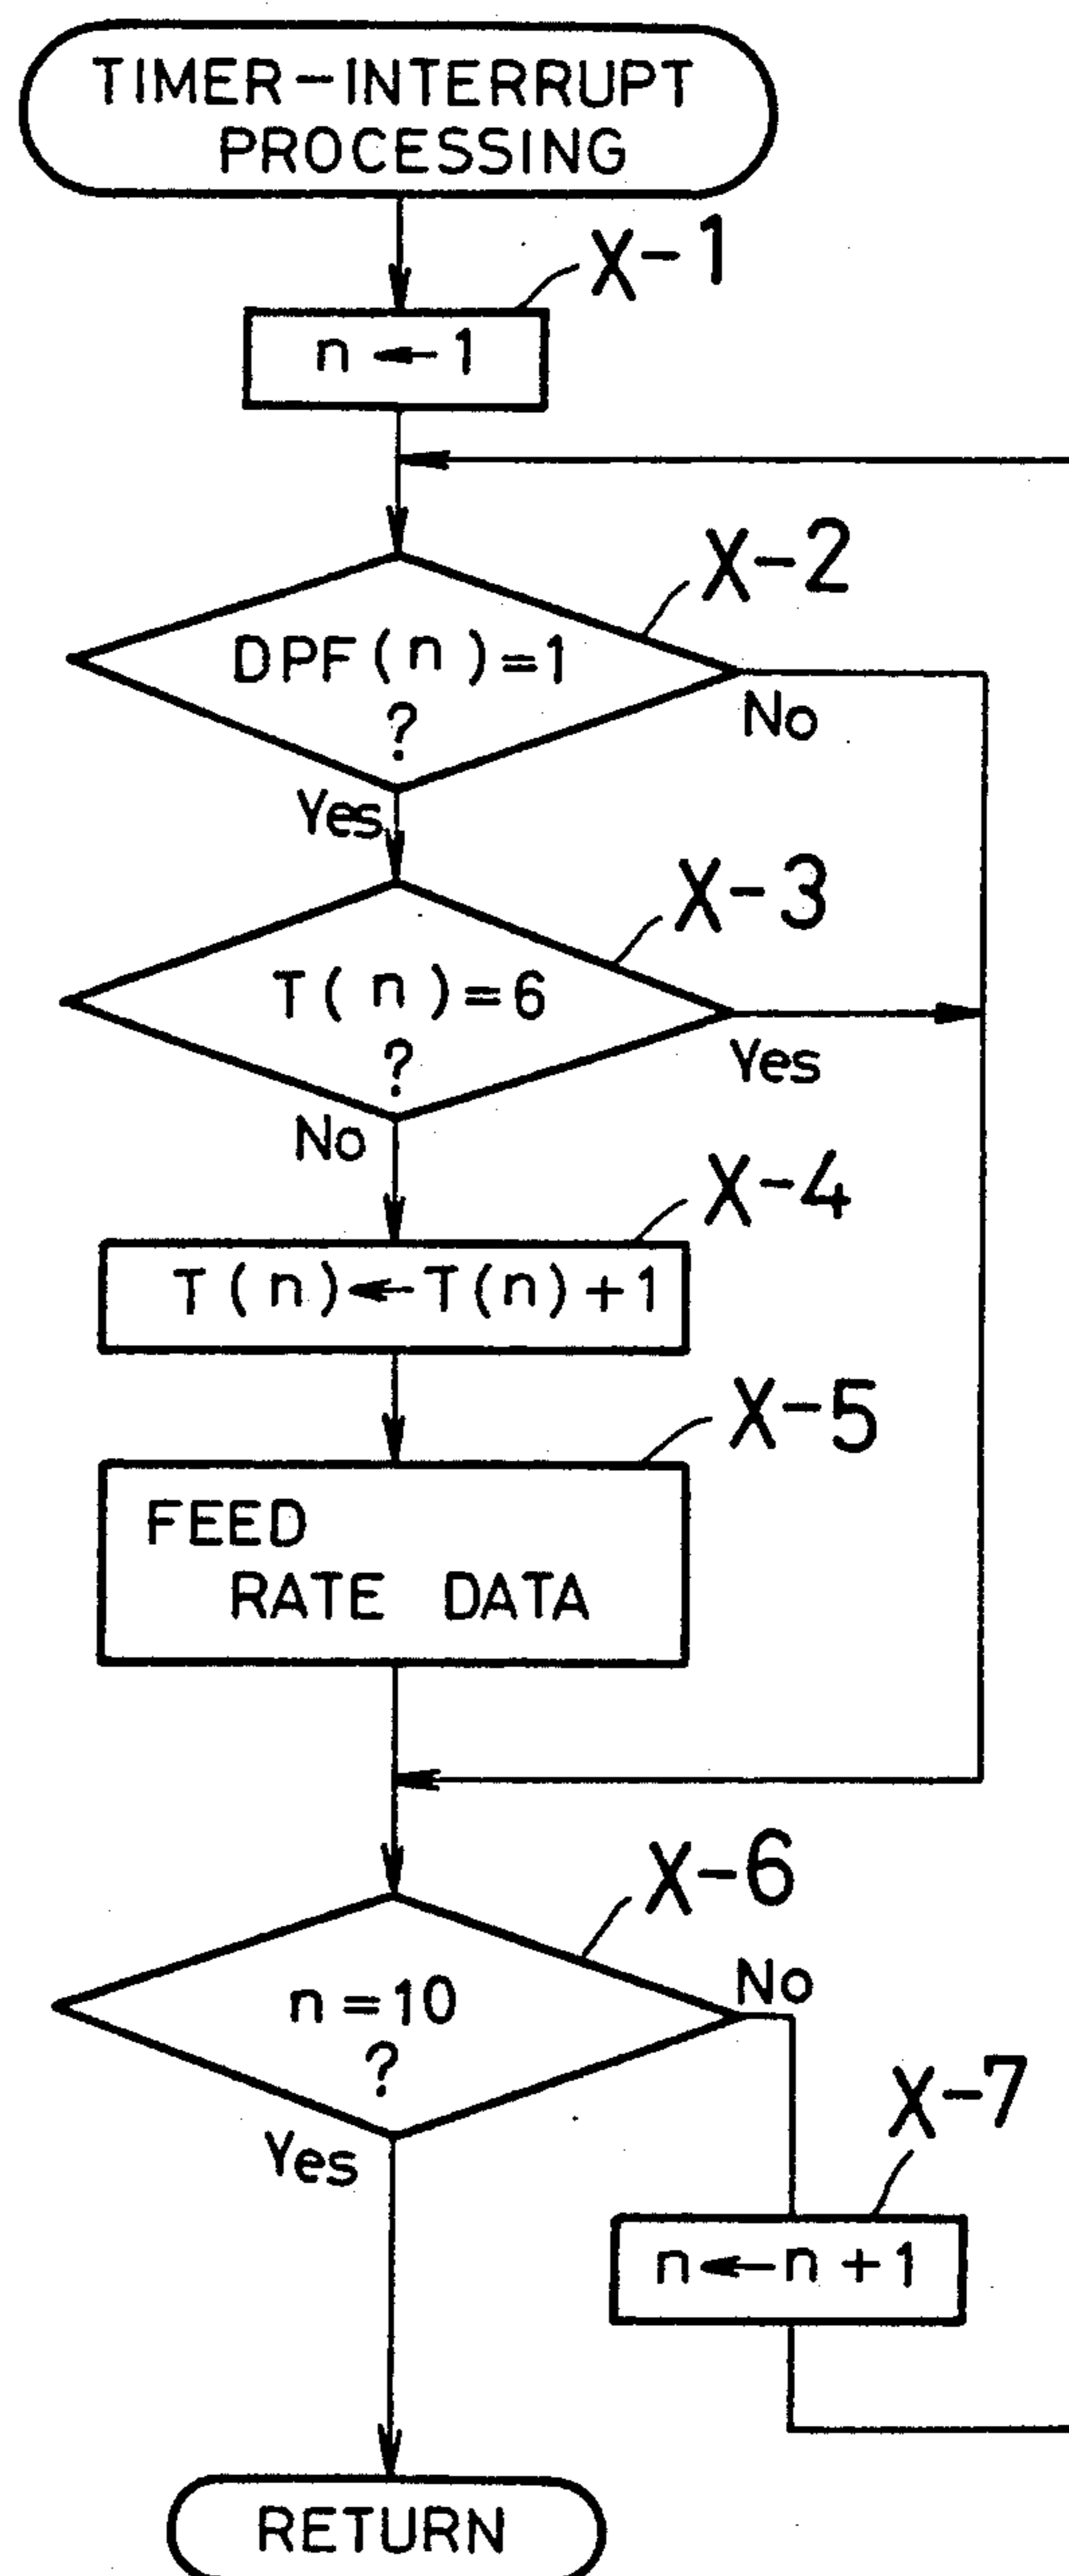 TIMER-INTERRUPT
PROCESSING
X-1
n ← 1
X-2
DPF(n)=1
?
No
Yes
X-3
T(n)=6
?
Yes
No
X-4
T(n)←T(n)+1
X-5
FEED
RATE DATA
X-6
n=10
?
No
Yes
X-7
n←n+1
RETURN